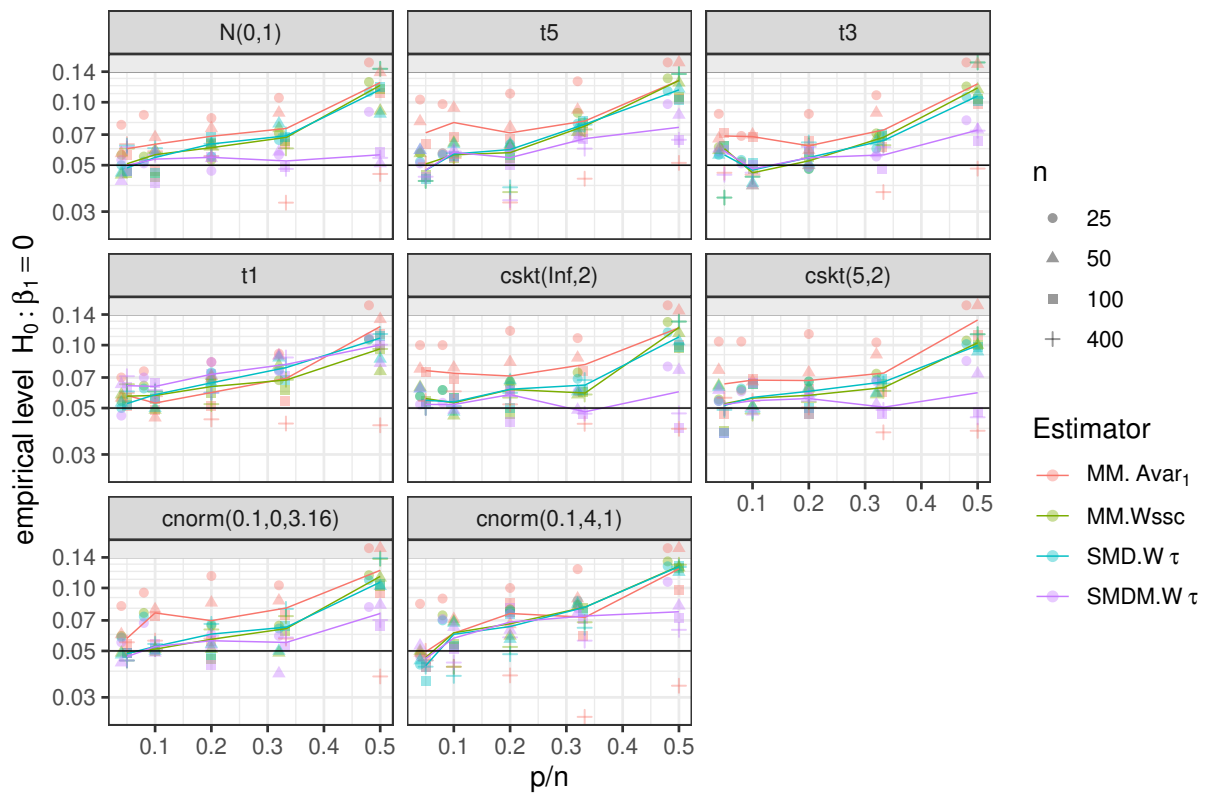 N(0,1) t5 t3
0.14
0.10
0.07
0.05
0.03
t1 cskt(Inf,2) cskt(5,2)
0.14
0.10
0.07
0.05
0.03
0.1 0.2 0.3 0.4 0.5
cnorm(0.1,0,3.16) cnorm(0.1,4,1)
0.14
0.10
0.07
0.05
0.03
0.1 0.2 0.3 0.4 0.5 0.1 0.2 0.3 0.4 0.5
p/n
empirical level H₀ : β₁ = 0
n
25
50
100
400
Estimator
MM. Avar₁
MM.Wssc
SMD.W τ
SMDM.W τ